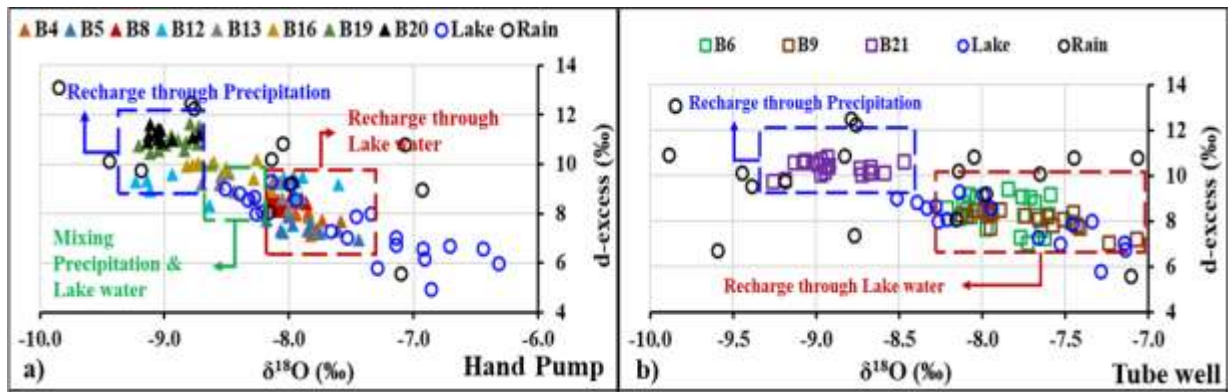 B4 B5 B8 B12 B13 B16 B19 B20 Lake Rain
14
12
10
8
6
4
d-excess (‰)
Recharge through Precipitation
Recharge through
Lake water
Mixing
Precipitation &
Lake water
-10.0 -9.0 -8.0 -7.0 -6.0
a) δ¹⁸O (‰) Hand Pump
B6 B9 B21 Lake Rain
14
12
10
8
6
4
d-excess (‰)
Recharge through Precipitation
Recharge through Lake water
-10.0 -9.5 -9.0 -8.5 -8.0 -7.5 -7.0
b) δ¹⁸O (‰) Tube well